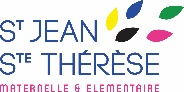 ST JEAN
STE THÉRÈSE
MATERNELLE & ELEMENTAIRE